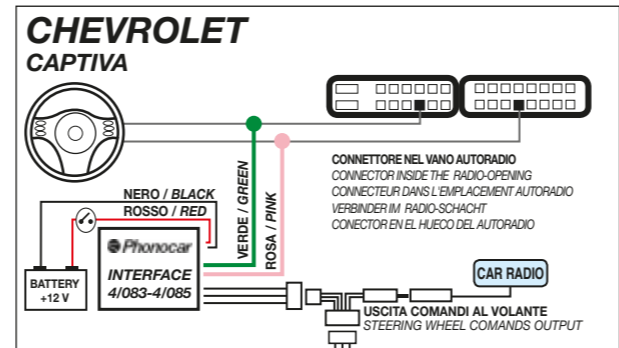 CHEVROLET
CAPTIVA
CONNETTORE NEL VANO AUTORADIO
CONNECTOR INSIDE THE RADIO-OPENING
CONNECTEUR DANS L'EMPLACEMENT AUTORADIO
VERBINDER IM RADIO-SCHACHT
CONECTOR EN EL HUECO DEL AUTORADIO
NERO / BLACK
ROSSO / RED
VERDE / GREEN
ROSA / PINK
Phonocar
INTERFACE
4/083-4/085
BATTERY
+12 V
CAR RADIO
USCITA COMANDI AL VOLANTE
STEERING WHEEL COMANDS OUTPUT